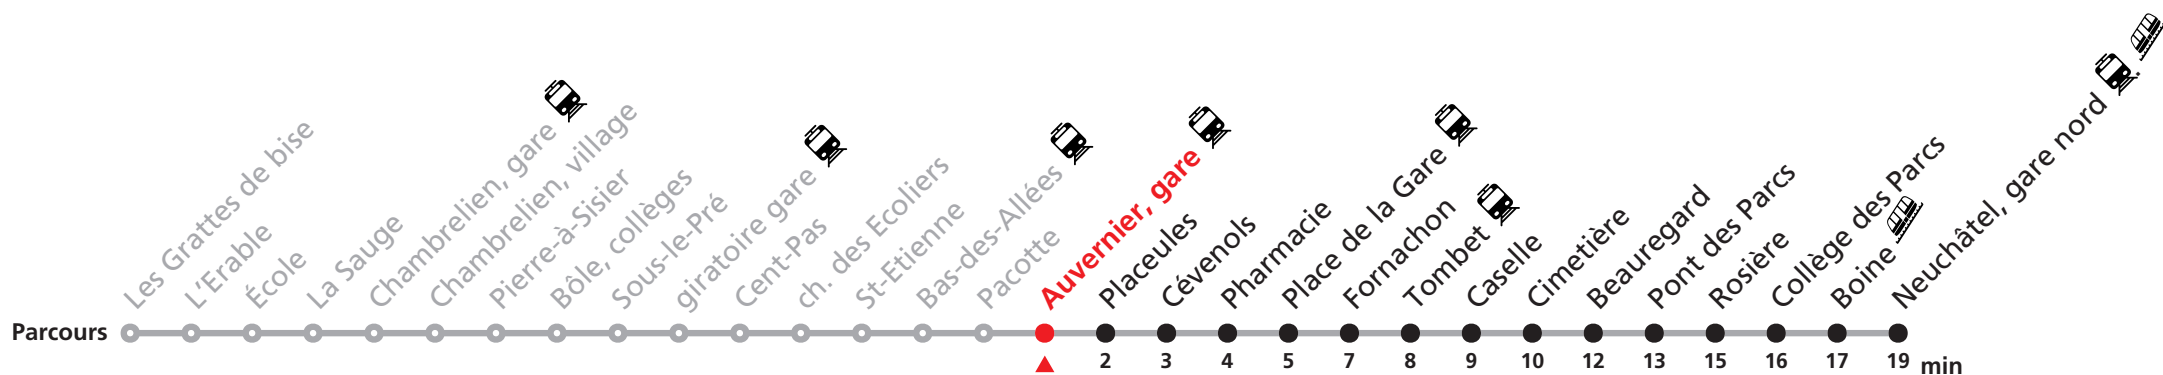 Parcours
Les Grattes de bise
L'Erable
École
La Sauge
Chambrelien, gare
Chambrelien, village
Pierre-à-Sisier
Bôle, collèges
Sous-le-Pré
giratoire gare
Cent-Pas
ch. des Ecoliers
St-Etienne
Bas-des-Allées
Pacotte
Auvernier, gare
Placeules
Cévenols
Pharmacie
Place de la Gare
Fornachon
Tombet
Caselle
Cimetière
Beauregard
Pont des Parcs
Rosière
Collège des Parcs
Boine
Neuchâtel, gare nord
2 3 4 5 7 8 9 10 12 13 15 16 17 19 min